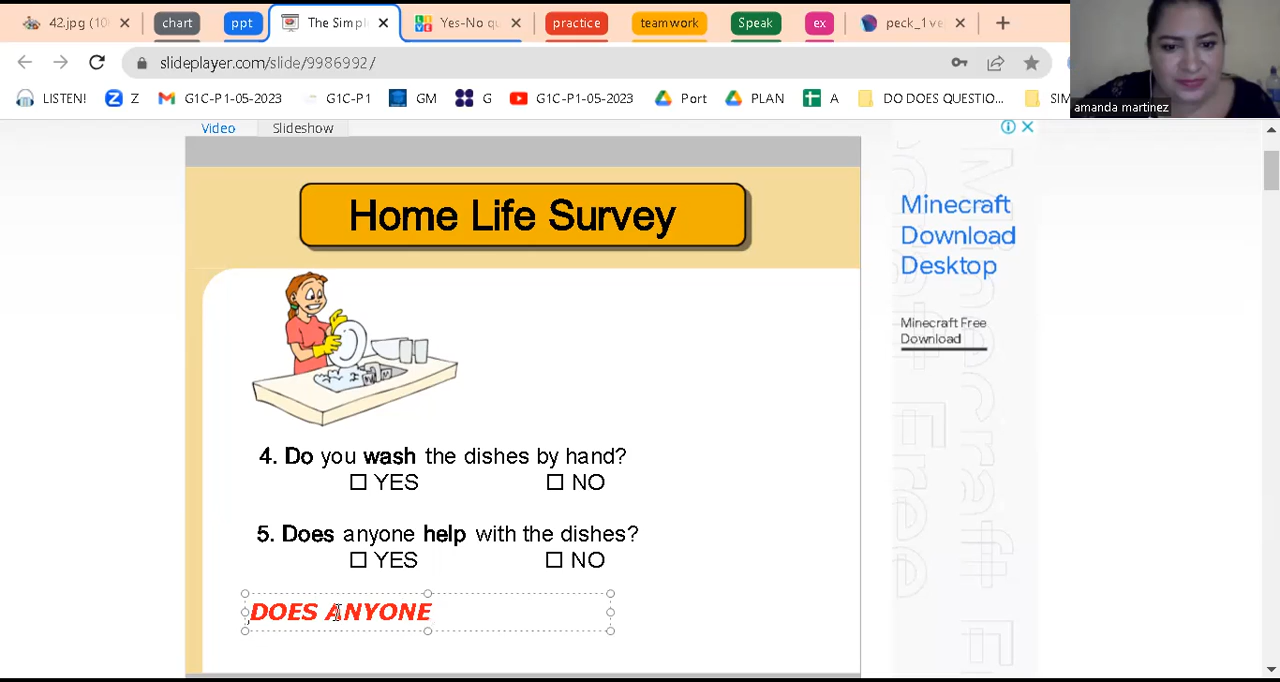 42.jpg (10
chart
ppt
The Simpl
Yes-No qu
practice
teamwork
Speak
ex
peck_1 ve
slideplayer.com/slide/9986992/
LISTEN!
Z
G1C-P1-05-2023
G1C-P1
GM
G
G1C-P1-05-2023
Port
PLAN
A
DO DOES QUESTIO...
SIM
amanda martinez
Video
Slideshow
Home Life Survey
4. Do you wash the dishes by hand?
YES NO
5. Does anyone help with the dishes?
YES NO
DOES ANYONE
Minecraft
Download
Desktop
Minecraft Free
Download